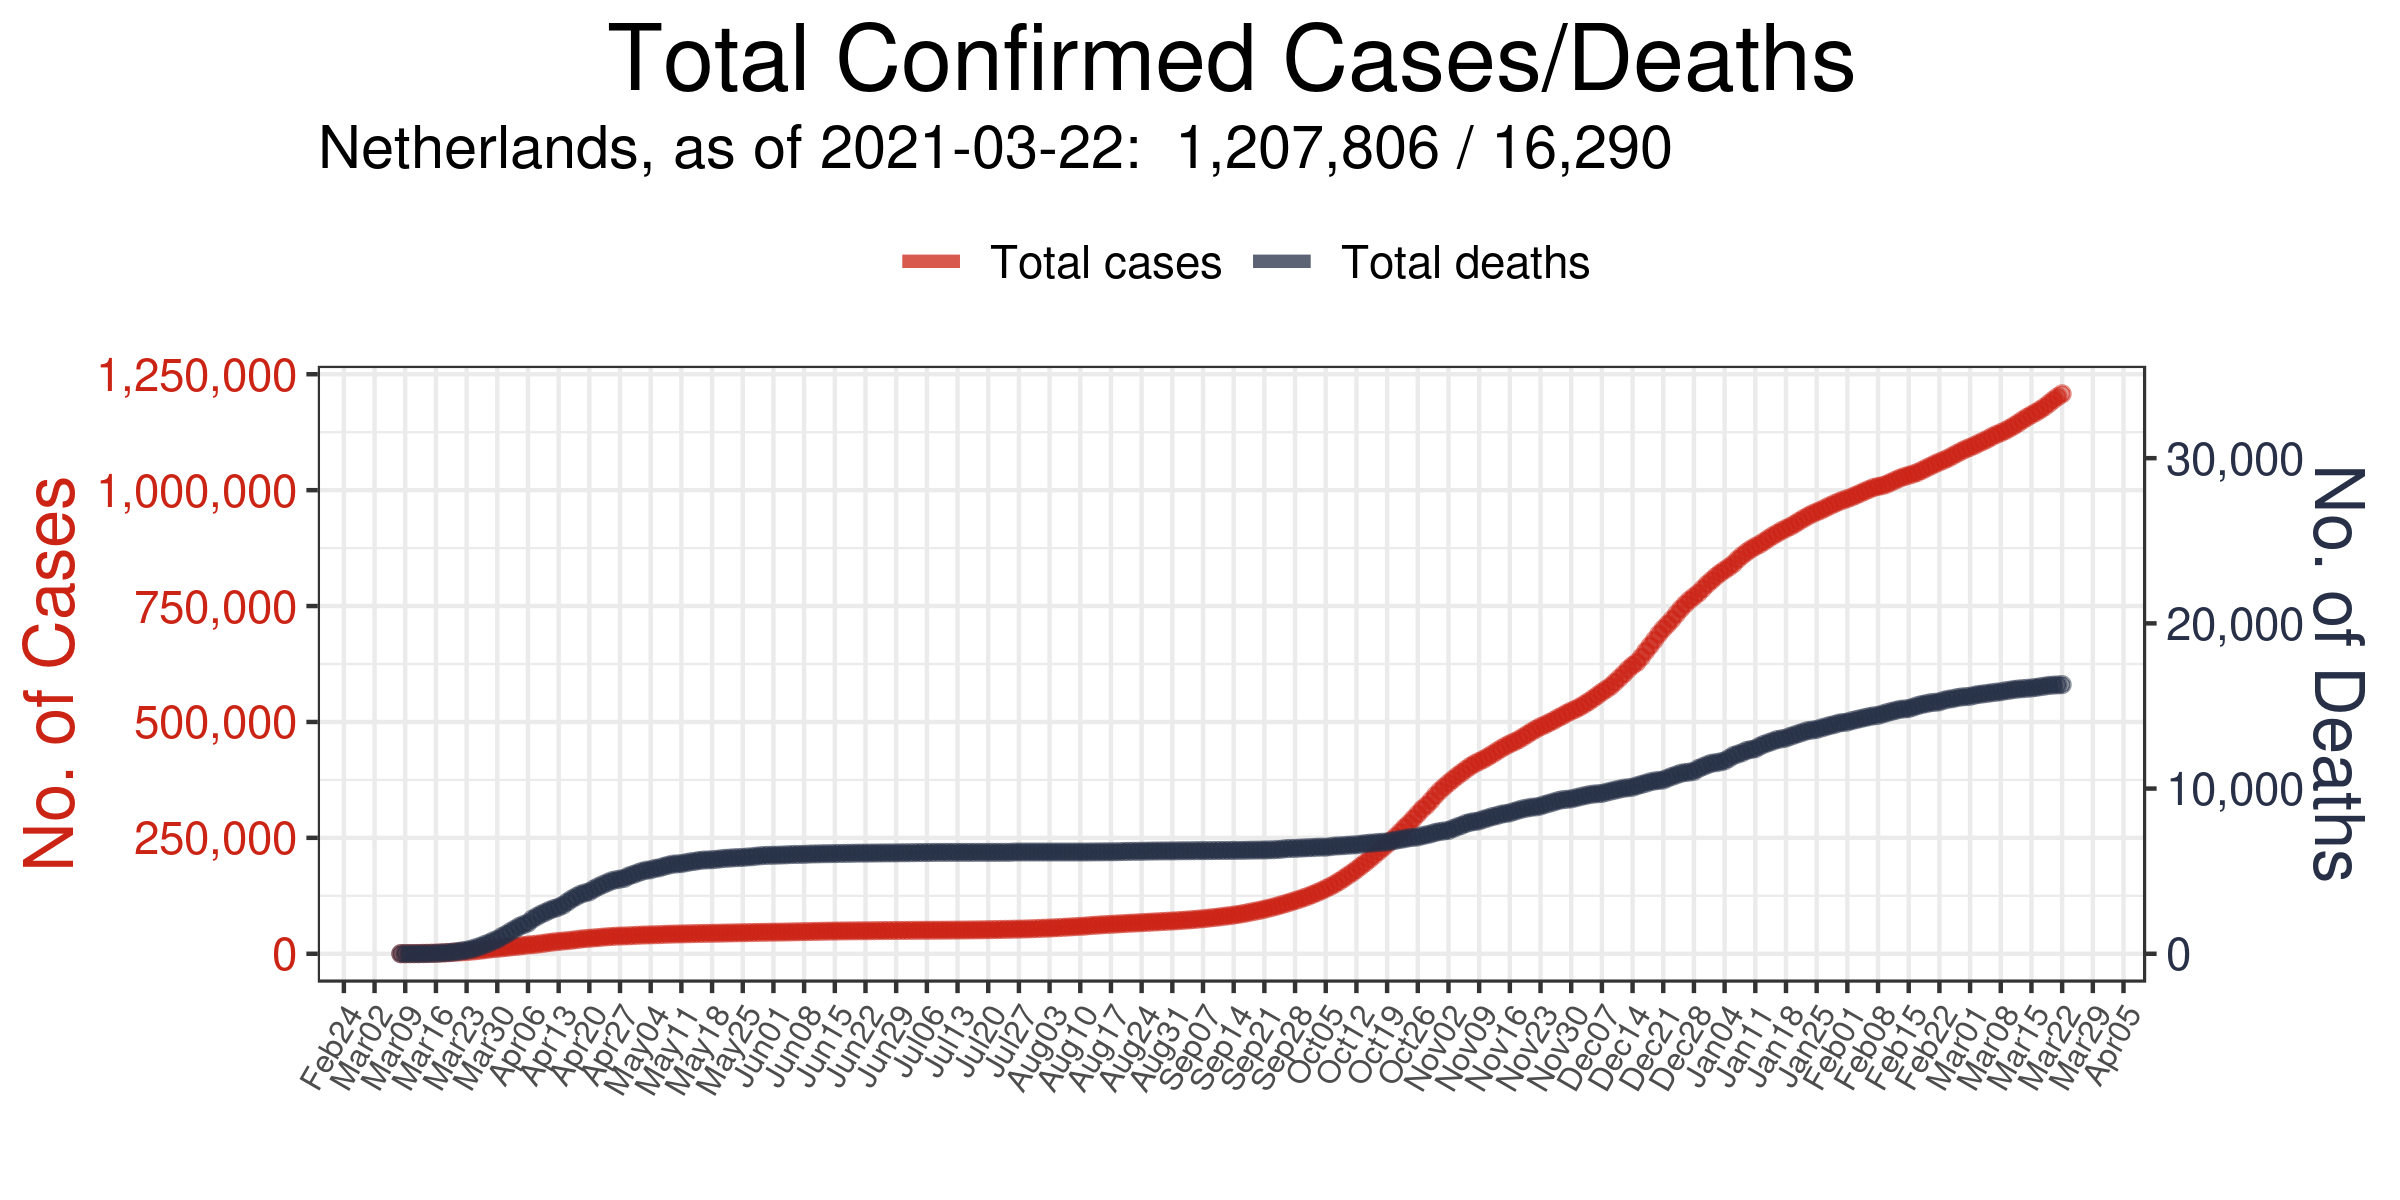 Total Confirmed Cases/Deaths
Netherlands, as of 2021-03-22:  1,207,806 / 16,290
Total cases
Total deaths
No. of Cases
1,250,000
1,000,000
750,000
500,000
250,000
0
30,000
20,000
10,000
0
No. of Deaths
Feb24
Mar02
Mar09
Mar16
Mar23
Mar30
Apr06
Apr13
Apr20
Apr27
May04
May11
May18
May25
Jun01
Jun08
Jun15
Jun22
Jun29
Jul06
Jul13
Jul20
Jul27
Aug03
Aug10
Aug17
Aug24
Aug31
Sep07
Sep14
Sep21
Sep28
Oct05
Oct12
Oct19
Oct26
Nov02
Nov09
Nov16
Nov23
Nov30
Dec07
Dec14
Dec21
Dec28
Jan04
Jan11
Jan18
Jan25
Feb01
Feb08
Feb15
Feb22
Mar01
Mar08
Mar15
Mar22
Mar29
Apr05